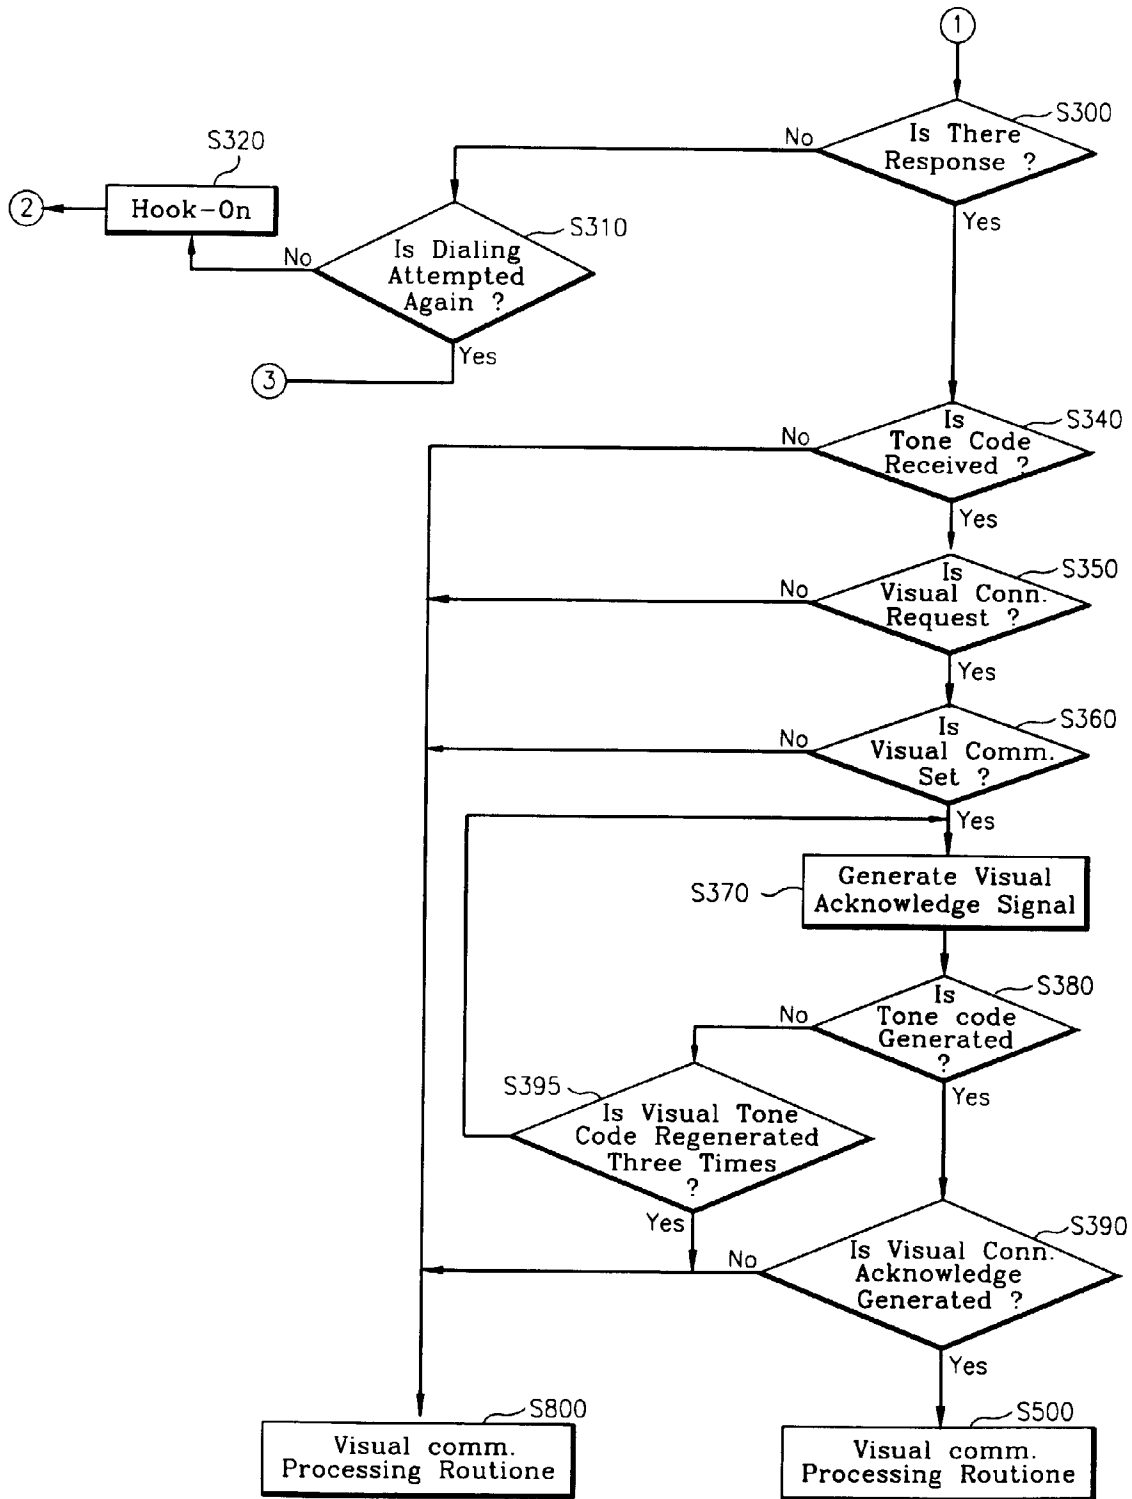 1
S300
Is There
Response ?
No
Yes
S320
Hook-On
2
S310
Is Dialing
Attempted
Again ?
No
Yes
3
S340
Is
Tone Code
Received ?
No
Yes
S350
Is
Visual Conn.
Request ?
No
Yes
S360
Is
Visual Comm.
Set ?
No
Yes
S370
Generate Visual
Acknowledge Signal
S380
Is
Tone code
Generated
?
No
Yes
S395
Is Visual Tone
Code Regenerated
Three Times
?
Yes
S390
Is Visual Conn.
Acknowledge
Generated ?
No
Yes
S800
Visual comm.
Processing Routione
S500
Visual comm.
Processing Routione